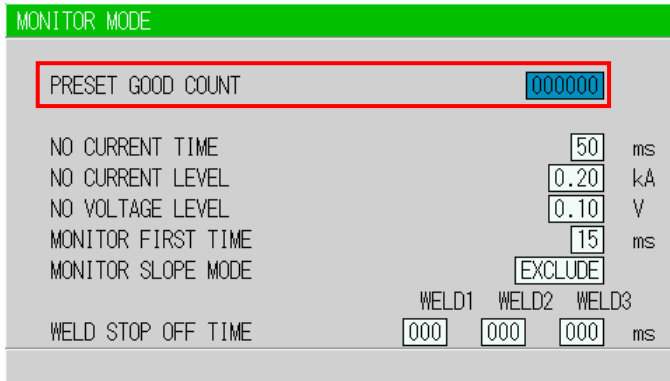 MONITOR MODE
PRESET GOOD COUNT 000000
NO CURRENT TIME 50 ms
NO CURRENT LEVEL 0.20 kA
NO VOLTAGE LEVEL 0.10 V
MONITOR FIRST TIME 15 ms
MONITOR SLOPE MODE EXCLUDE
WELD1 WELD2 WELD3
WELD STOP OFF TIME 000 000 000 ms